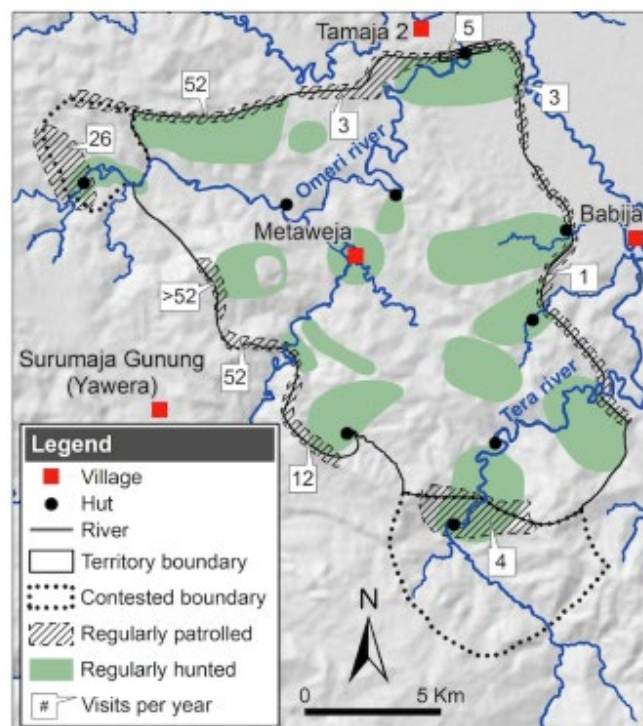 Tamaja 2
5
52
3
3
26
Omeri river
Metaweja
Babija
1
>52
52
Surumaja Gunung
(Yawera)
Tera river
12
4
Legend
Village
Hut
River
Territory boundary
Contested boundary
Regularly patrolled
Regularly hunted
# Visits per year
N
0 5 Km